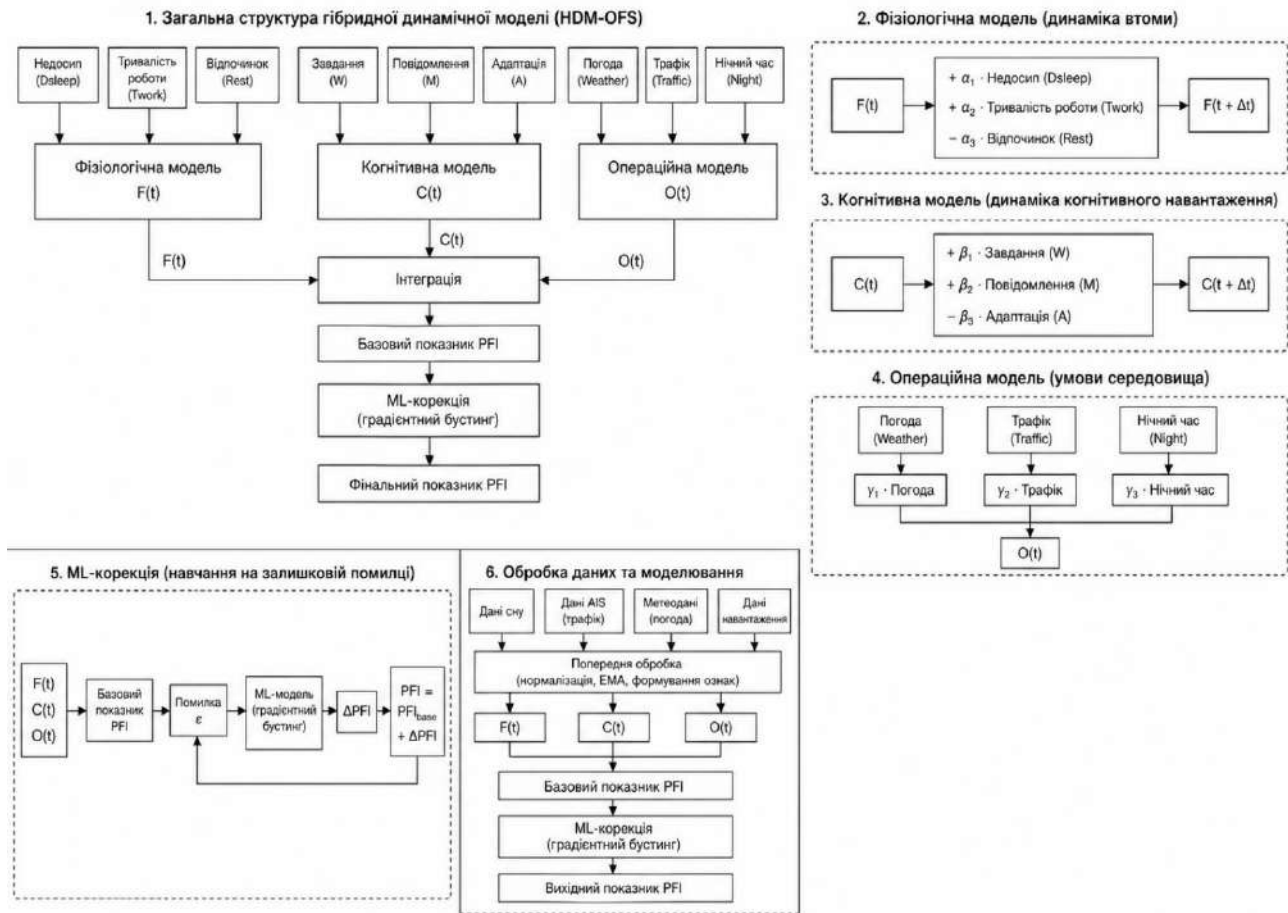 1. Загальна структура гібридної динамічної моделі (HDM-OFS)
Недосип
(Dsleep)
Тривалість
роботи
(Twork)
Відпочинок
(Rest)
Завдання
(W)
Повідомлення
(M)
Адаптація
(A)
Погода
(Weather)
Трафік
(Traffic)
Нічний час
(Night)
Фізіологічна модель
F(t)
Когнитивна модель
C(t)
Операційна модель
O(t)
F(t)
C(t)
O(t)
Інтеграція
Базовий показник PFI
ML-корекція
(градієнтний бустинг)
Фінальний показник PFI
2. Фізіологічна модель (динаміка втоми)
F(t)
+ α₁ · Недосип (Dsleep)
+ α₂ · Тривалість роботи (Twork)
− α₃ · Відпочинок (Rest)
F(t + Δt)
3. Когнитивна модель (динаміка когнітивного навантаження)
C(t)
+ β₁ · Завдання (W)
+ β₂ · Повідомлення (M)
− β₃ · Адаптація (A)
C(t + Δt)
4. Операційна модель (умови середовища)
Погода
(Weather)
Трафік
(Traffic)
Нічний час
(Night)
γ₁ · Погода
γ₂ · Трафік
γ₃ · Нічний час
O(t)
5. ML-корекція (навчання на залишковій помилці)
F(t)
C(t)
O(t)
Базовий
показник
PFI
Помилка
ε
ML-модель
(градієнтний
бустинг)
ΔPFI
PFI =
PFI_base
+ ΔPFI
6. Обробка даних та моделювання
Дані сну
Дані AIS
(трафік)
Метеодані
(погода)
Дані
навантаження
Попередня обробка
(нормалізація, EMA, формування ознак)
F(t)
C(t)
O(t)
Базовий показник PFI
ML-корекція
(градієнтний бустинг)
Вихідний показник PFI